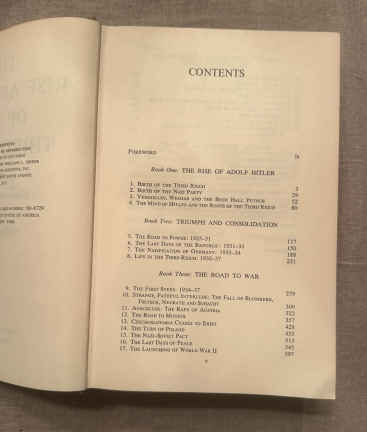 CONTENTS
FOREWORD ix
Book One: THE RISE OF ADOLF HITLER
1. BIRTH OF THE THIRD REICH 3
2. BIRTH OF THE NAZI PARTY 29
3. VERSAILLES, WEIMAR AND THE BEER HALL PUTSCH 52
4. THE MIND OF HITLER AND THE ROOTS OF THE THIRD REICH 80
Book Two: TRIUMPH AND CONSOLIDATION
5. THE ROAD TO POWER: 1925–31 117
6. THE LAST DAYS OF THE REPUBLIC: 1931–33 150
7. THE NAZIFICATION OF GERMANY: 1933–34 188
8. LIFE IN THE THIRD REICH: 1933–37 231
Book Three: THE ROAD TO WAR
9. THE FIRST STEPS: 1934–37 279
10. STRANGE, FATEFUL INTERLUDE: THE FALL OF BLOMBERG,
FRITSCH, NEURATH AND SCHACHT 309
11. ANSCHLUSS: THE RAPE OF AUSTRIA 322
12. THE ROAD TO MUNICH 357
13. CZECHOSLOVAKIA CEASES TO EXIST 428
14. THE TURN OF POLAND 455
15. THE NAZI-SOVIET PACT 513
16. THE LAST DAYS OF PEACE 545
17. THE LAUNCHING OF WORLD WAR II 597
v